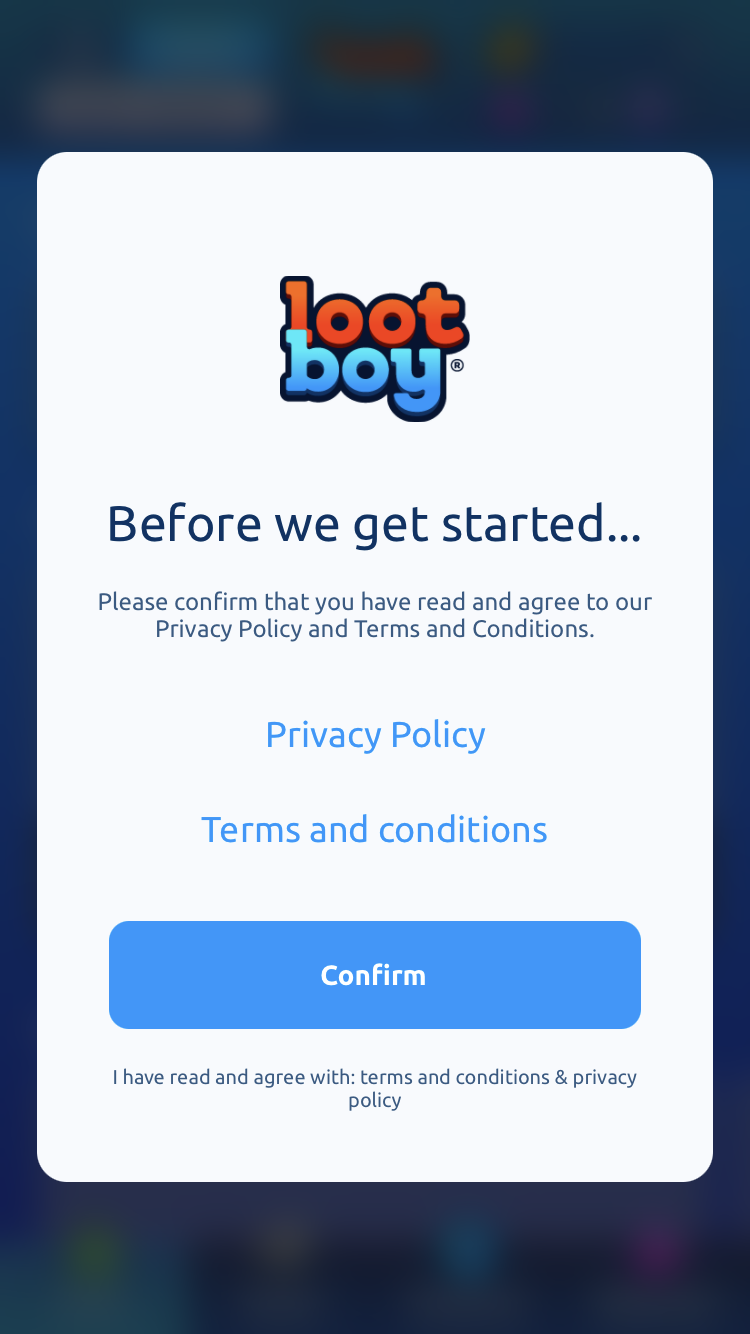 loot
boy®
Before we get started...
Please confirm that you have read and agree to our
Privacy Policy and Terms and Conditions.
Privacy Policy
Terms and conditions
Confirm
I have read and agree with: terms and conditions & privacy
policy